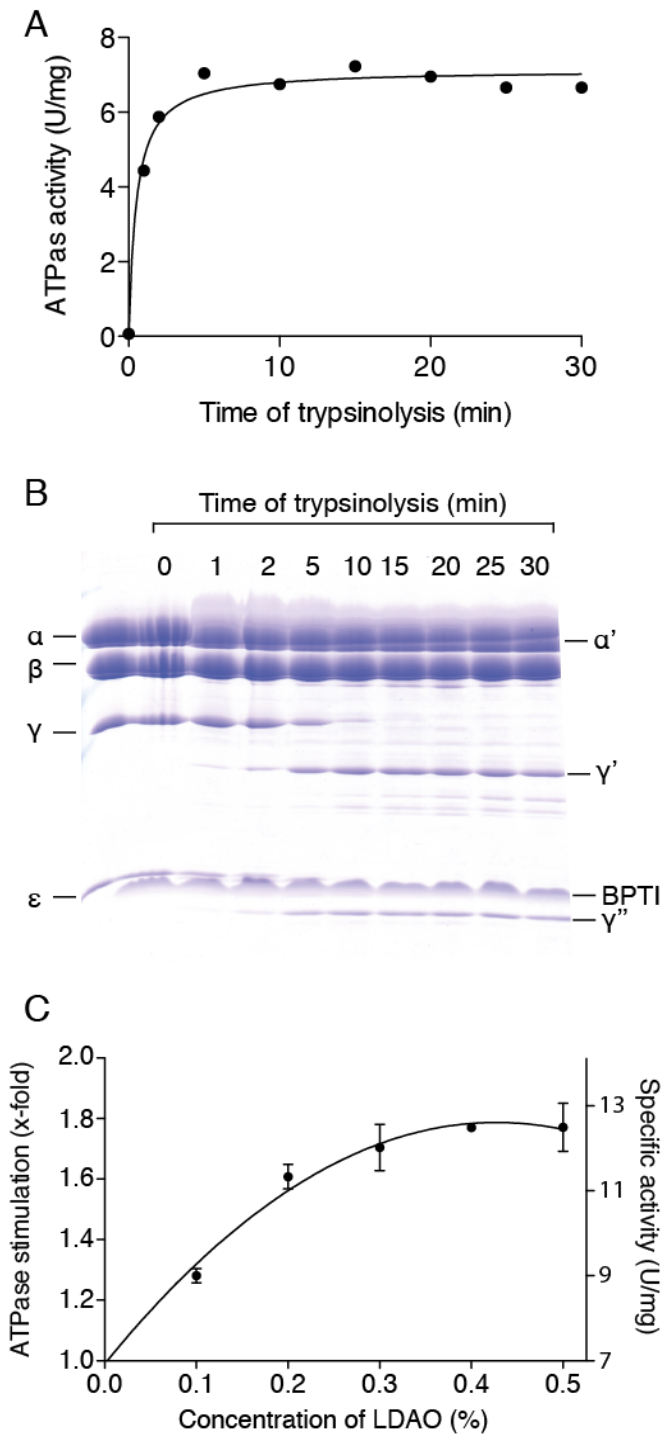 A
8
6
4
2
0
ATPas activity (U/mg)
0 10 20 30
Time of trypsinolysis (min)
B
Time of trypsinolysis (min)
0 1 2 5 10 15 20 25 30
α α’
β
γ
γ’
ε BPTI
γ”
C
2.0
1.8
1.6
1.4
1.2
1.0
ATPase stimulation (x-fold)
13
11
9
7
Specific activity (U/mg)
0.0 0.1 0.2 0.3 0.4 0.5
Concentration of LDAO (%)